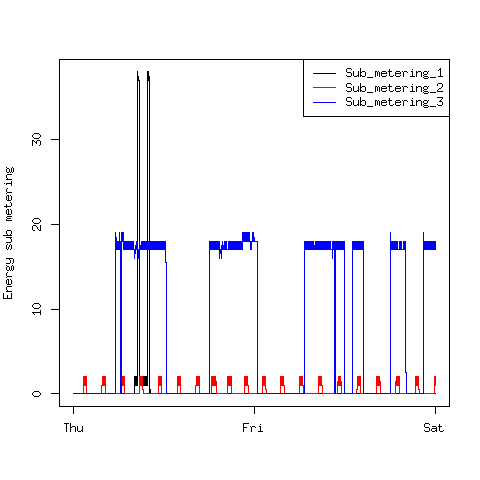 Sub_metering_1
Sub_metering_2
Sub_metering_3
Energy sub metering
30
20
10
0
Thu
Fri
Sat